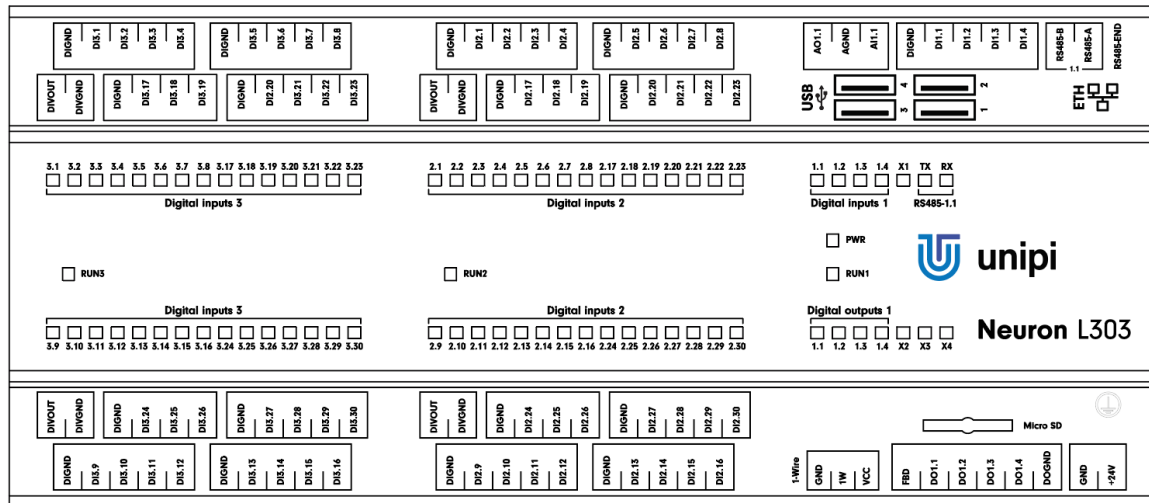 DIGND DI3.1 DI3.2 DI3.3 DI3.4 DIGND DI3.5 DI3.6 DI3.7 DI3.8 DIGND DI2.1 DI2.2 DI2.3 DI2.4 DIGND DI2.5 DI2.6 DI2.7 DI2.8 AO1.1 AGND AI1.1 DIGND DI1.1 DI1.2 DI1.3 DI1.4 RS485-B RS485-A RS485-END
1.1
DIVOUT DIVGND DIGND DI3.17 DI3.18 DI3.19 DIGND DI2.20 DI3.21 DI3.22 DI3.23 DIVOUT DIVGND DIGND DI2.17 DI2.18 DI2.19 DIGND DI2.20 DI2.21 DI2.22 DI2.23 USB 4 2 ETH
3 1
3.1 3.2 3.3 3.4 3.5 3.6 3.7 3.8 3.17 3.18 3.19 3.20 3.21 3.22 3.23 2.1 2.2 2.3 2.4 2.5 2.6 2.7 2.8 2.17 2.18 2.19 2.20 2.21 2.22 2.23 1.1 1.2 1.3 1.4 X1 TX RX
Digital inputs 3 Digital inputs 2 Digital inputs 1 RS485-1.1
PWR
unipi
RUN3 RUN2 RUN1
Digital inputs 3 Digital inputs 2 Digital outputs 1
Neuron L303
3.9 3.10 3.11 3.12 3.13 3.14 3.15 3.16 3.24 3.25 3.26 3.27 3.28 3.29 3.30 2.9 2.10 2.11 2.12 2.13 2.14 2.15 2.16 2.24 2.25 2.26 2.27 2.28 2.29 2.30 1.1 1.2 1.3 1.4 X2 X3 X4
DIVOUT DIVGND DIGND DI3.24 DI3.25 DI3.26 DIGND DI3.27 DI3.28 DI3.29 DI3.30 DIVOUT DIVGND DIGND DI2.24 DI2.25 DI2.26 DIGND DI2.27 DI2.28 DI2.29 DI2.30
Micro SD
DIGND DI3.9 DI3.10 DI3.11 DI3.12 DIGND DI3.13 DI3.14 DI3.15 DI3.16 DIGND DI2.9 DI2.10 DI2.11 DI2.12 DIGND DI2.13 DI2.14 DI2.15 DI2.16 1-Wire GND 1W VCC FBD DO1.1 DO1.2 DO1.3 DO1.4 DOGND GND +24V